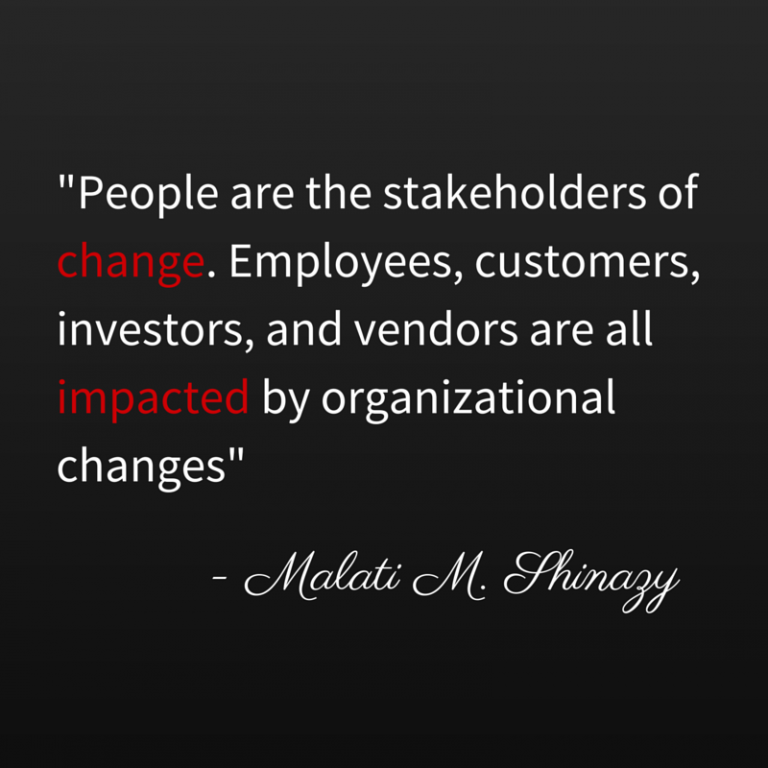 "People are the stakeholders of
change. Employees, customers,
investors, and vendors are all
impacted by organizational
changes"
- Malati M. Shinazy